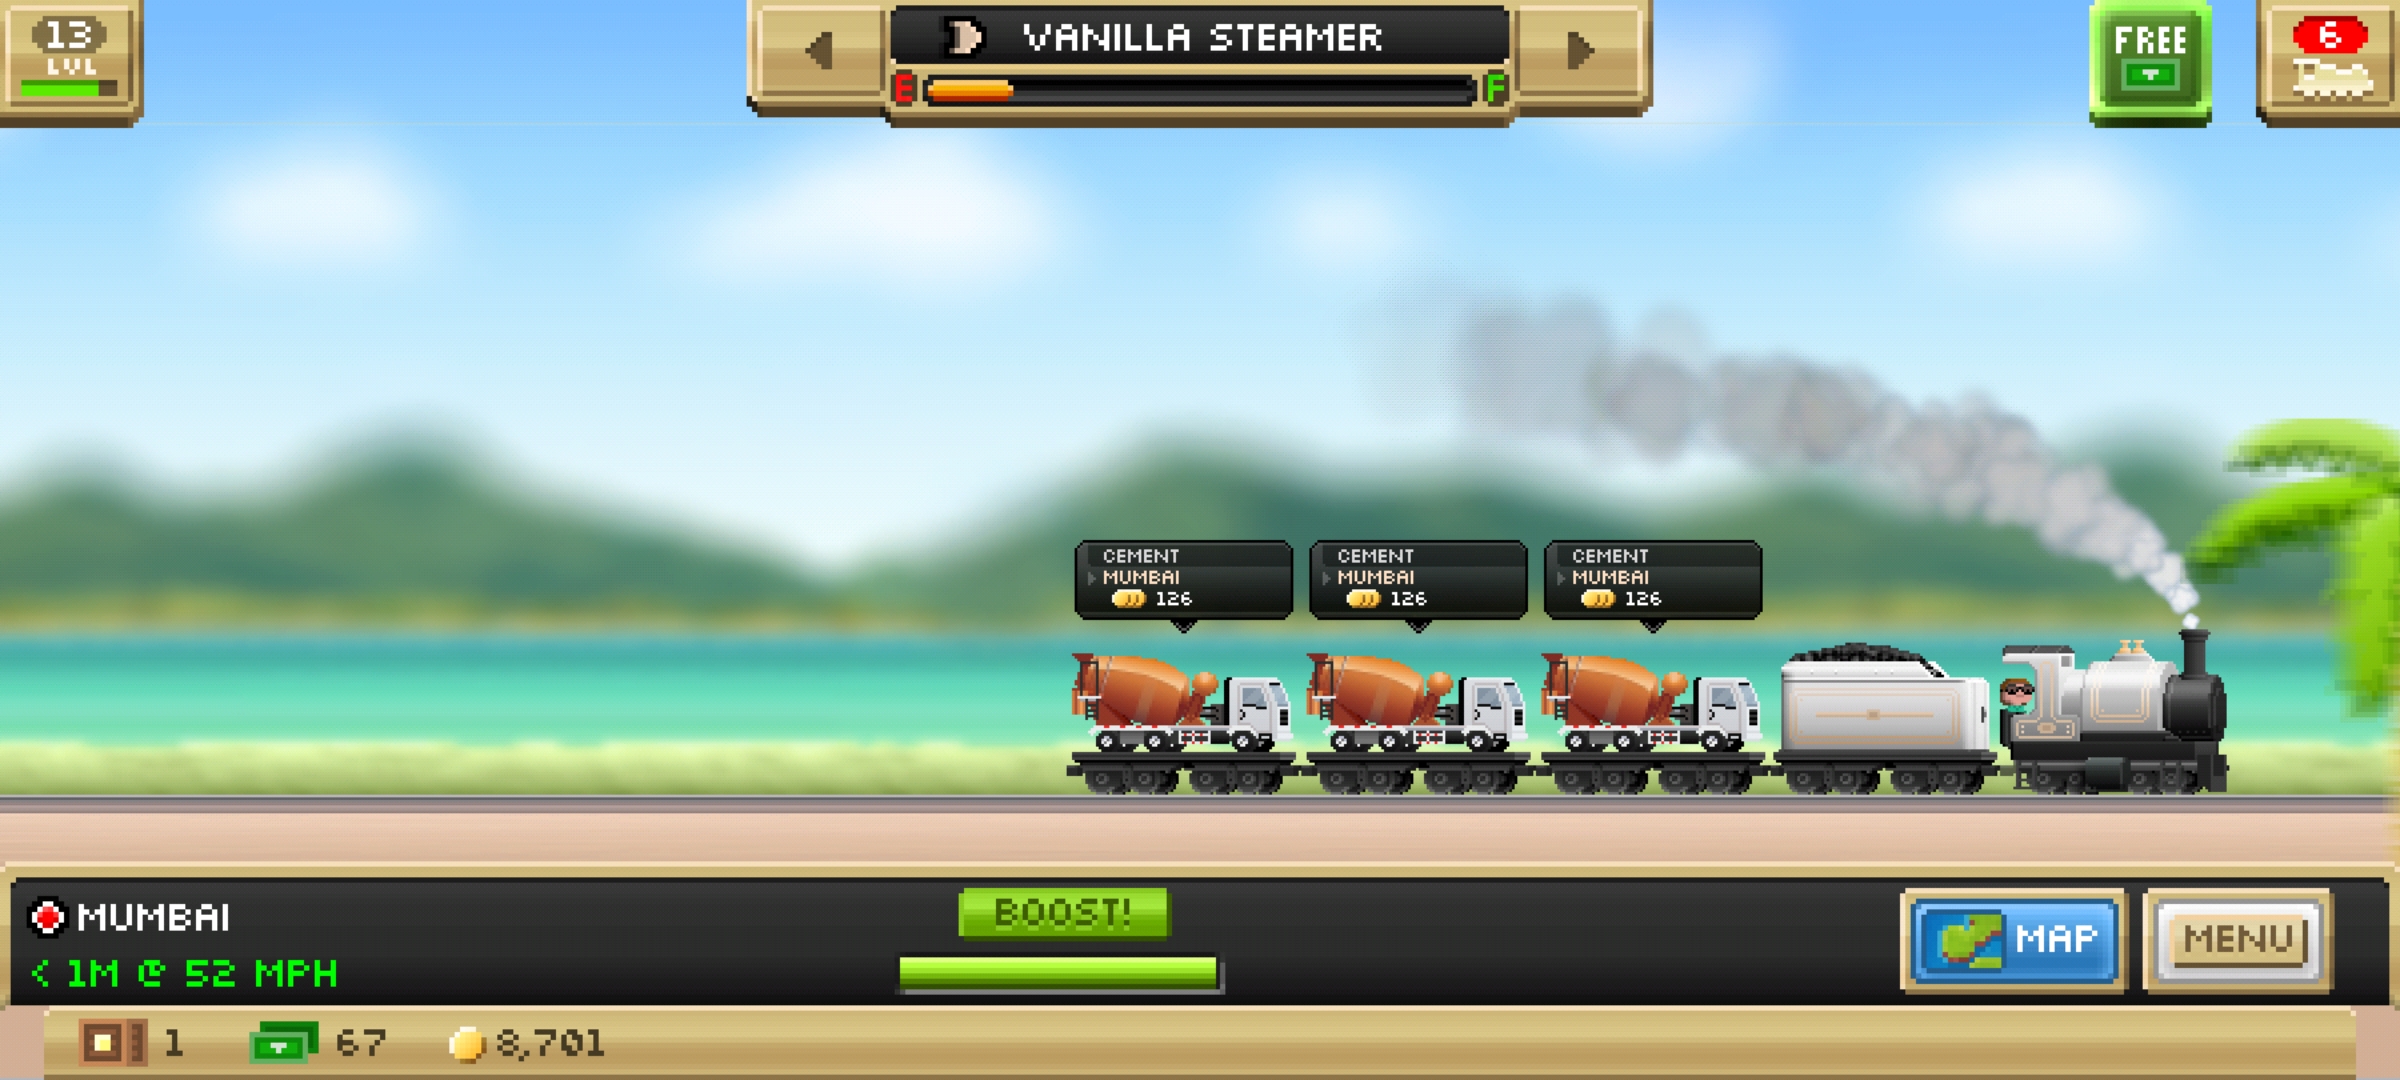 13
LVL
VANILLA STEAMER
E F
FREE
6
CEMENT
MUMBAI
126
CEMENT
MUMBAI
126
CEMENT
MUMBAI
126
MUMBAI
< 1M @ 52 MPH
BOOST!
MAP
MENU
1
67
8,701